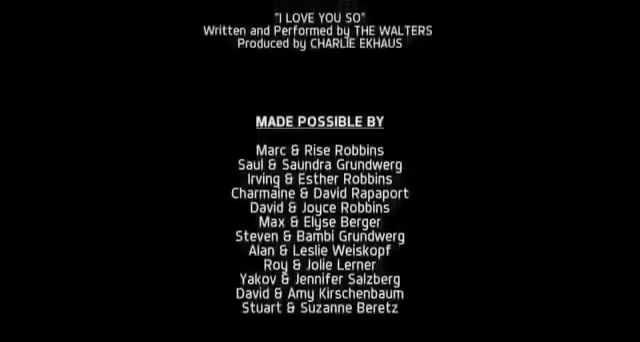 "I LOVE YOU SO"
Written and Performed by THE WALTERS
Produced by CHARLIE EKHAUS
MADE POSSIBLE BY
Marc & Rise Robbins
Saul & Saundra Grundwerg
Irving & Esther Robbins
Charmaine & David Rapaport
David & Joyce Robbins
Max & Elyse Berger
Steven & Bambi Grundwerg
Alan & Leslie Weiskopf
Roy & Jolie Lerner
Yakov & Jennifer Salzberg
David & Amy Kirschenbaum
Stuart & Suzanne Beretz